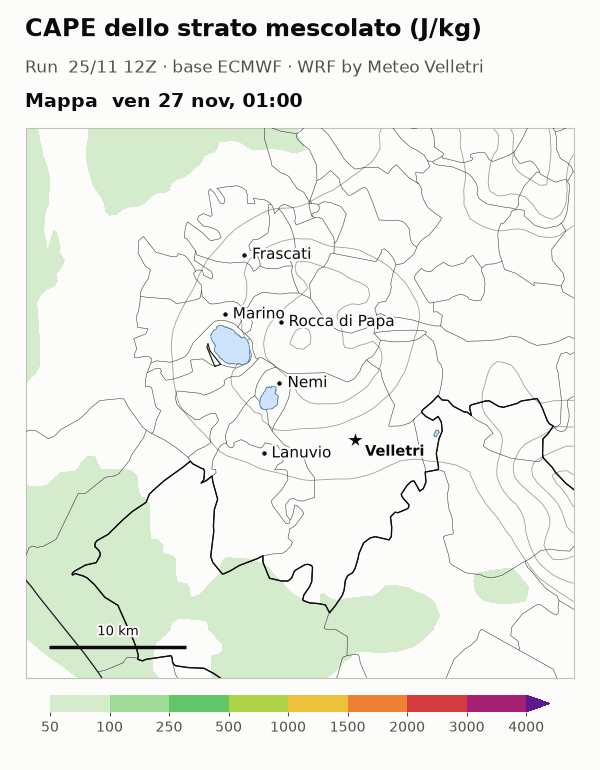 CAPE dello strato mescolato (J/kg)
Run  25/11 12Z · base ECMWF · WRF by Meteo Velletri
Mappa  ven 27 nov, 01:00
Frascati
Marino
Rocca di Papa
Nemi
Velletri
Lanuvio
10 km
50 100 250 500 1000 1500 2000 3000 4000